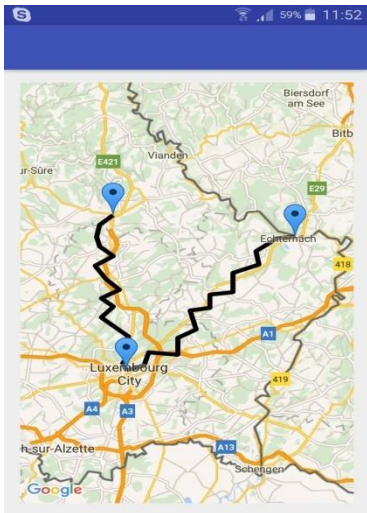 59% 11:52
Biersdorf
am See
Bitb
Vianden
E421
ur-Sûre
E29
Echternach
418
A1
Luxembourg
City
419
A4
A3
A13
h-sur-Alzette
Schengen
Google